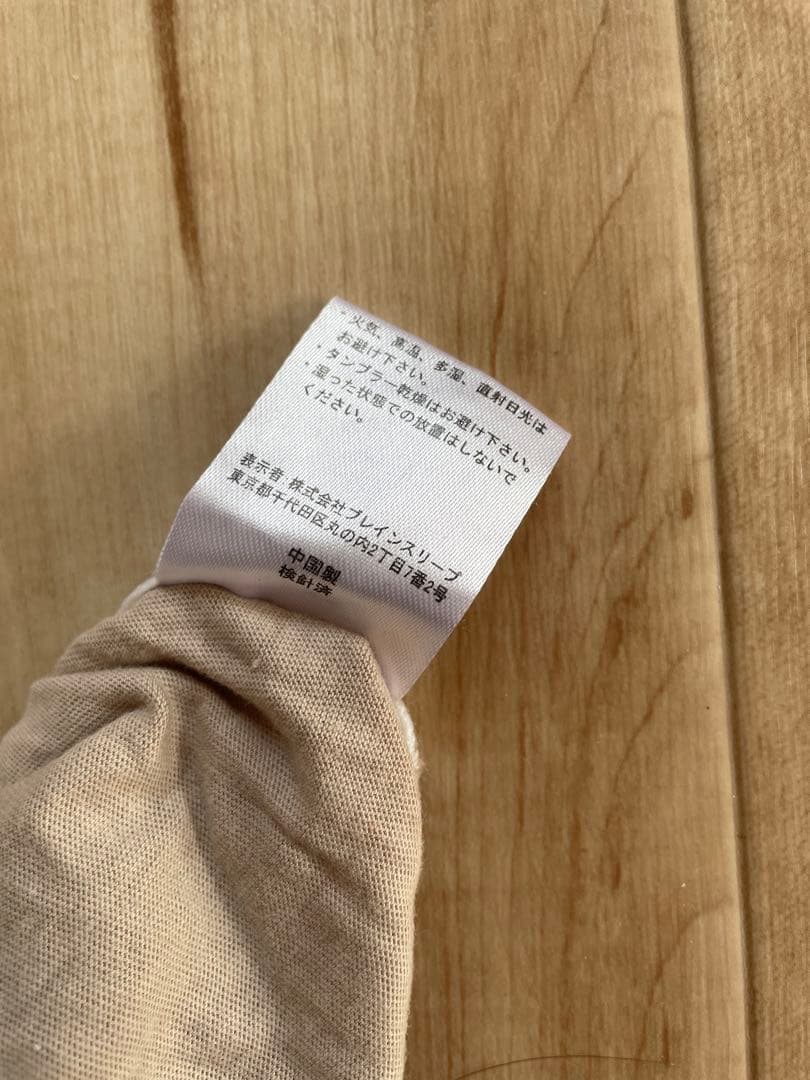 ・火気、高温、多湿、直射日光は
お避け下さい。
・タンブラー乾燥はお避け下さい。
・湿った状態での放置はしないで
ください。
表示者 株式会社ブレインスリープ
東京都千代田区丸の内2丁目7番2号
中国製
検針済